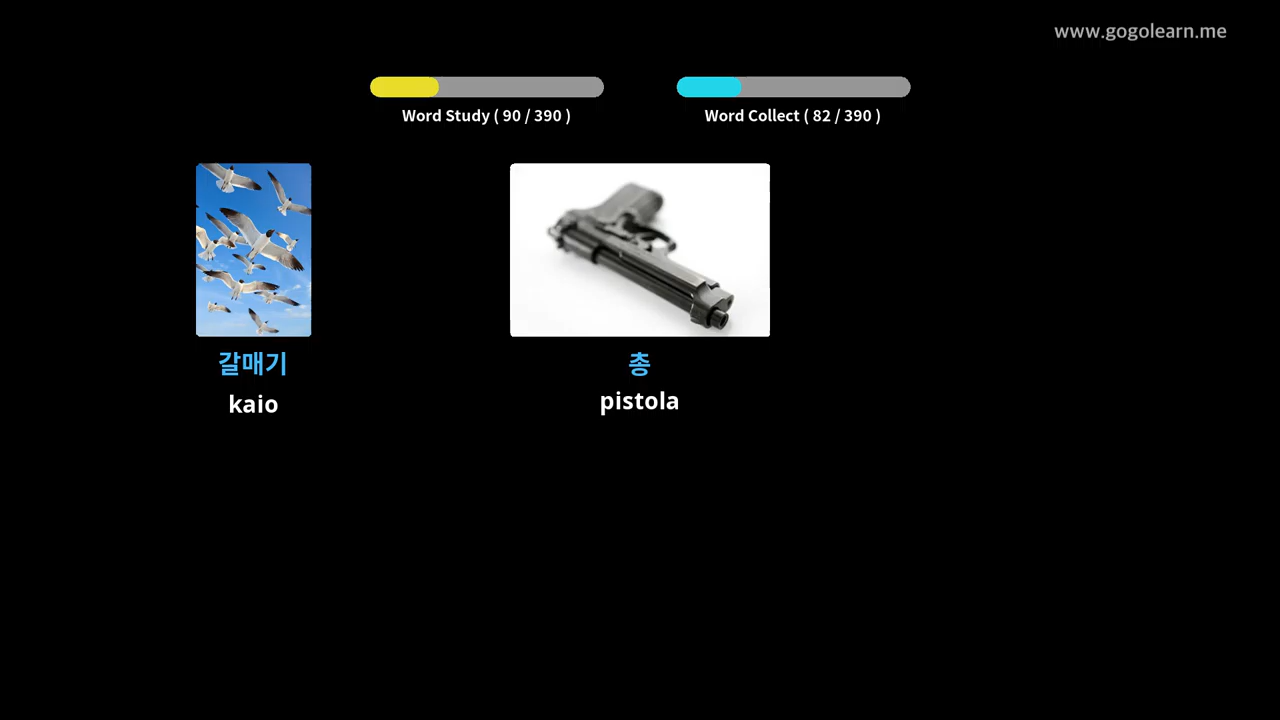 www.gogolearn.me
Word Study ( 90 / 390 )
Word Collect ( 82 / 390 )
갈매기
kaio
총
pistola